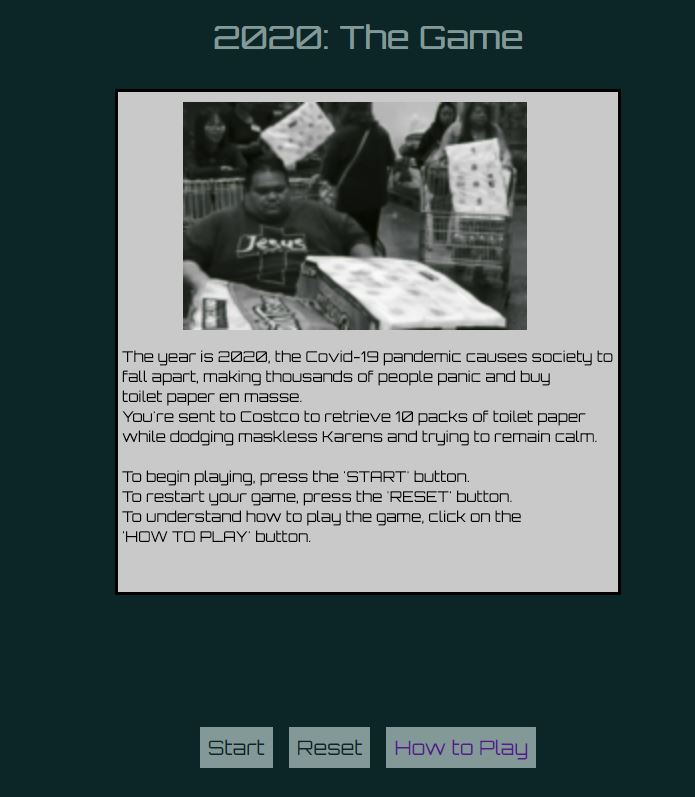 2020: The Game
Jesus
The year is 2020, the Covid-19 pandemic causes society to
fall apart, making thousands of people panic and buy
toilet paper en masse.
You're sent to Costco to retrieve 10 packs of toilet paper
while dodging maskless Karens and trying to remain calm.
To begin playing, press the 'START' button.
To restart your game, press the 'RESET' button.
To understand how to play the game, click on the
'HOW TO PLAY' button.
Start
Reset
How to Play